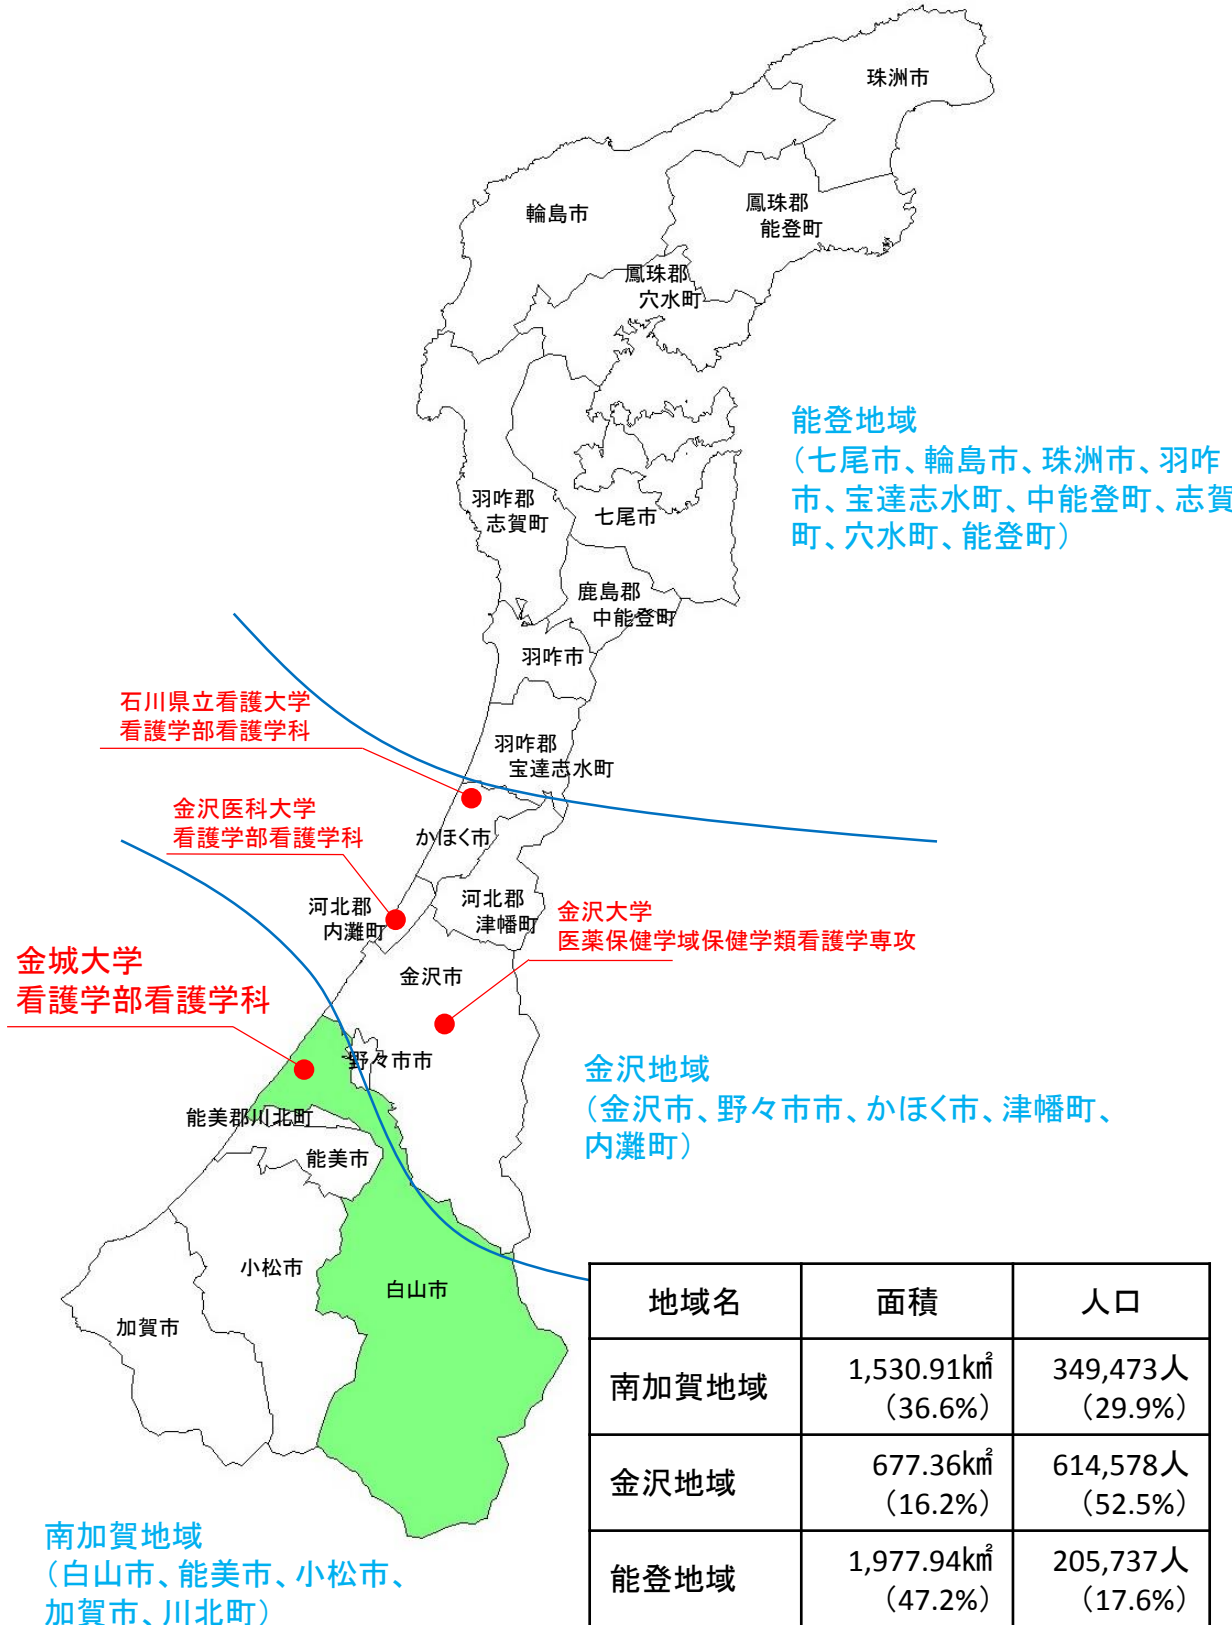 珠洲市
輪島市
鳳珠郡
能登町
鳳珠郡
穴水町
能登地域
（七尾市、輪島市、珠洲市、羽咋
市、宝達志水町、中能登町、志賀
町、穴水町、能登町）
羽咋郡
志賀町
七尾市
鹿島郡
中能登町
羽咋市
石川県立看護大学
看護学部看護学科
羽咋郡
宝達志水町
金沢医科大学
看護学部看護学科
かほく市
河北郡
内灘町
河北郡
津幡町
金沢大学
医薬保健学域保健学類看護学専攻
金城大学
看護学部看護学科
金沢市
野々市市
金沢地域
（金沢市、野々市市、かほく市、津幡町、
内灘町）
能美郡川北町
能美市
小松市
白山市
加賀市
地域名 面積 人口
南加賀地域 1,530.91㎢ 349,473人
（36.6%） （29.9%）
金沢地域 677.36㎢ 614,578人
（16.2%） （52.5%）
能登地域 1,977.94㎢ 205,737人
（47.2%） （17.6%）
南加賀地域
（白山市、能美市、小松市、
加賀市、川北町）